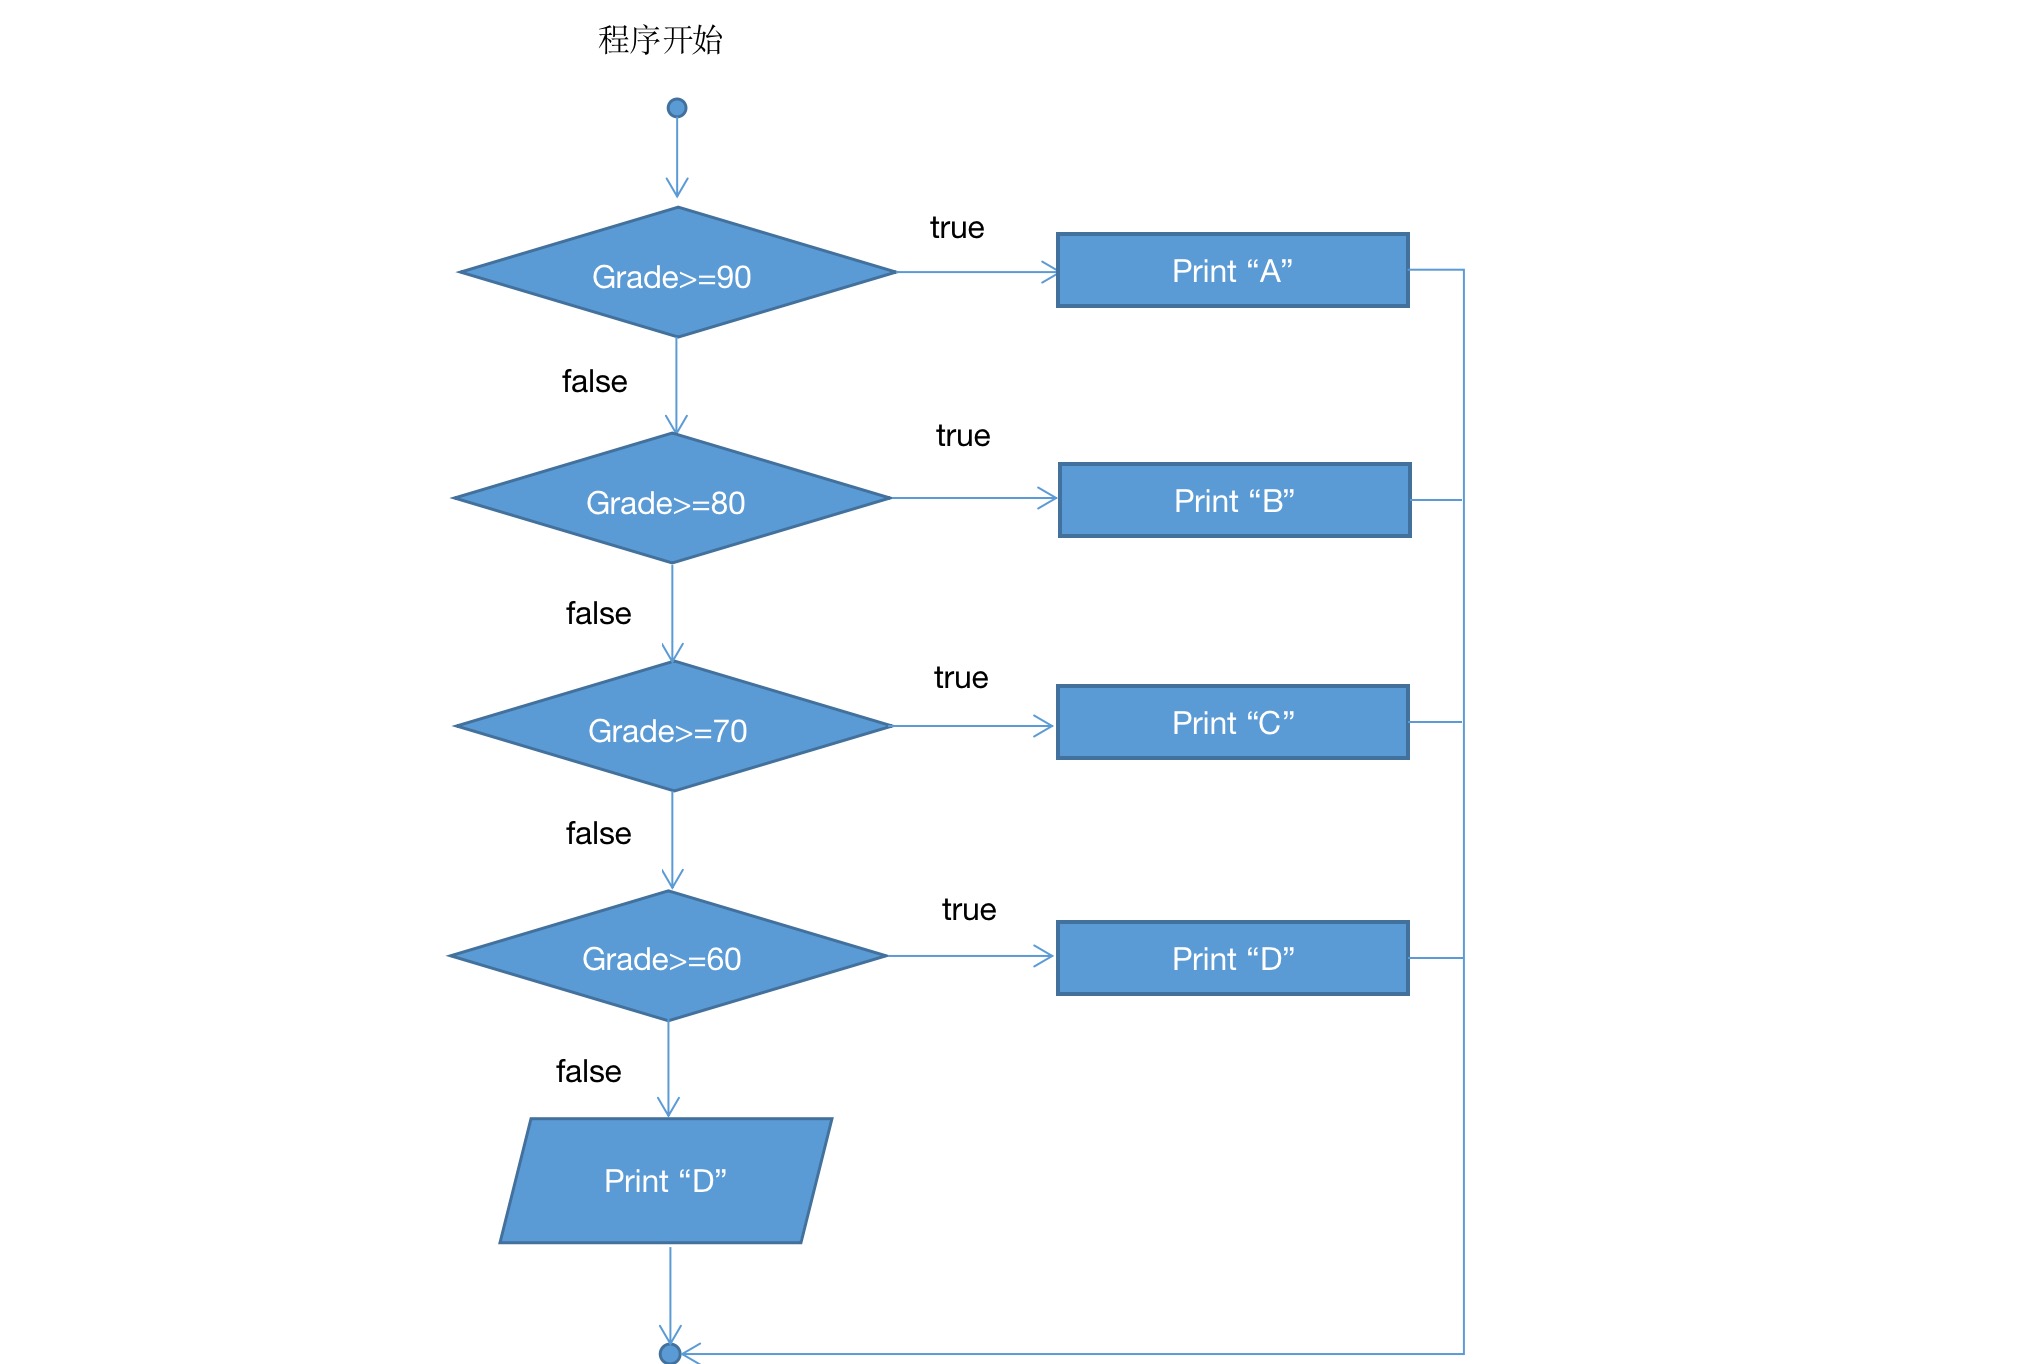 程序开始
true
Grade>=90
Print “A”
false
true
Grade>=80
Print “B”
false
true
Grade>=70
Print “C”
false
true
Grade>=60
Print “D”
false
Print “D”